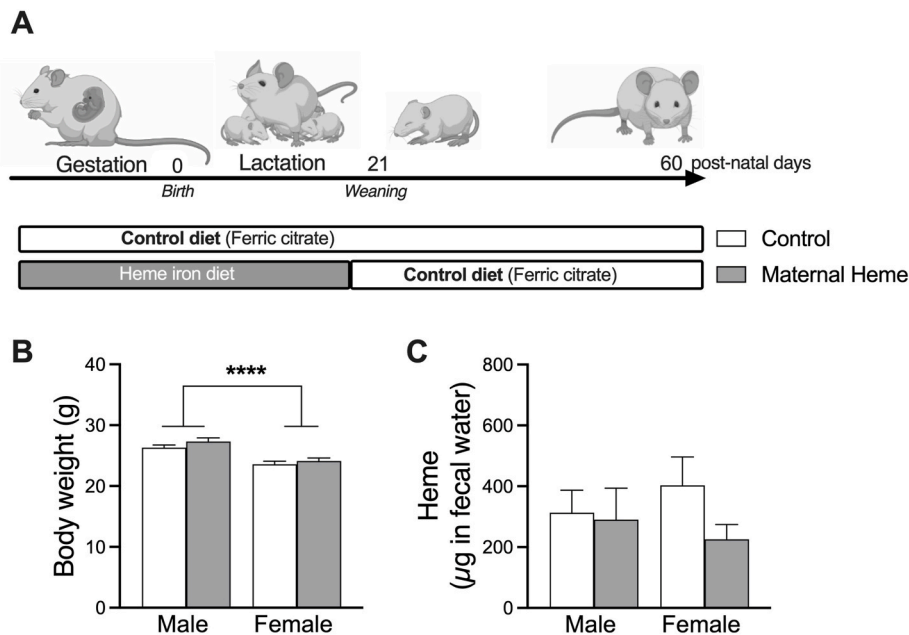 A
Gestation 0 Lactation 21 60 post-natal days
Birth Weaning
Control diet (Ferric citrate) Control
Heme iron diet Control diet (Ferric citrate) Maternal Heme
B
Body weight (g)
40
30
20
10
0
****
Male Female
C
Heme
(µg in fecal water)
800
600
400
200
0
Male Female